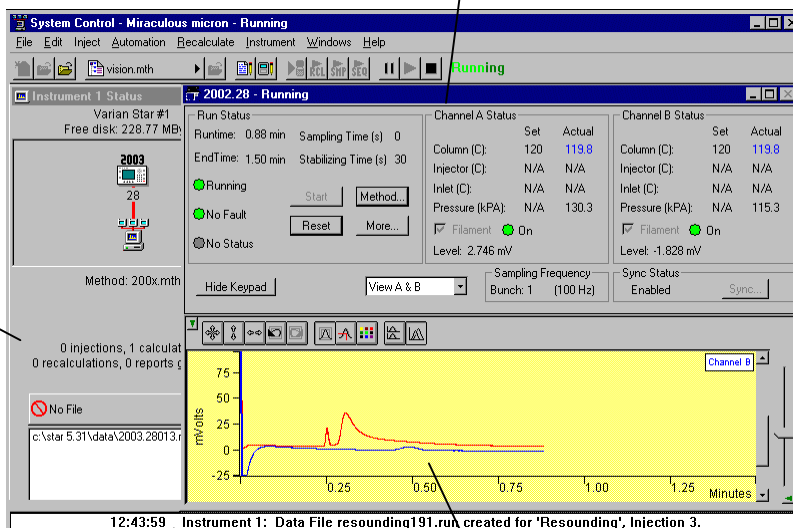 System Control - Miraculous micron - Running
File Edit Inject Automation Recalculate Instrument Windows Help
vision.mth
RCL SMP SEQ
Running
Instrument 1 Status
Varian Star #1
Free disk: 228.77 MBy
2003
28
Method: 200x.mth
0 injections, 1 calculat
0 recalculations, 0 reports g
No File
c:\star 5.31\data\2003.28013.r
2002.28 - Running
Run Status
Runtime: 0.88 min Sampling Time (s) 0
EndTime: 1.50 min Stabilizing Time (s) 30
Running
Start Method...
No Fault
Reset More...
No Status
Channel A Status
Set Actual
Column (C): 120 119.8
Injector (C): N/A N/A
Inlet (C): N/A N/A
Pressure (kPA): N/A 130.3
Filament On
Level: 2.746 mV
Channel B Status
Set Actual
Column (C): 120 119.8
Injector (C): N/A N/A
Inlet (C): N/A N/A
Pressure (kPA): N/A 115.3
Filament On
Level: -1.828 mV
Hide Keypad
View A & B
Sampling Frequency
Bunch: 1 (100 Hz)
Sync Status
Enabled Sync...
Channel B
mVolts
75
50
25
0
-25
0.25 0.50 0.75 1.00 1.25 Minutes
12:43:59 Instrument 1: Data File resounding191.run created for 'Resounding', Injection 3.